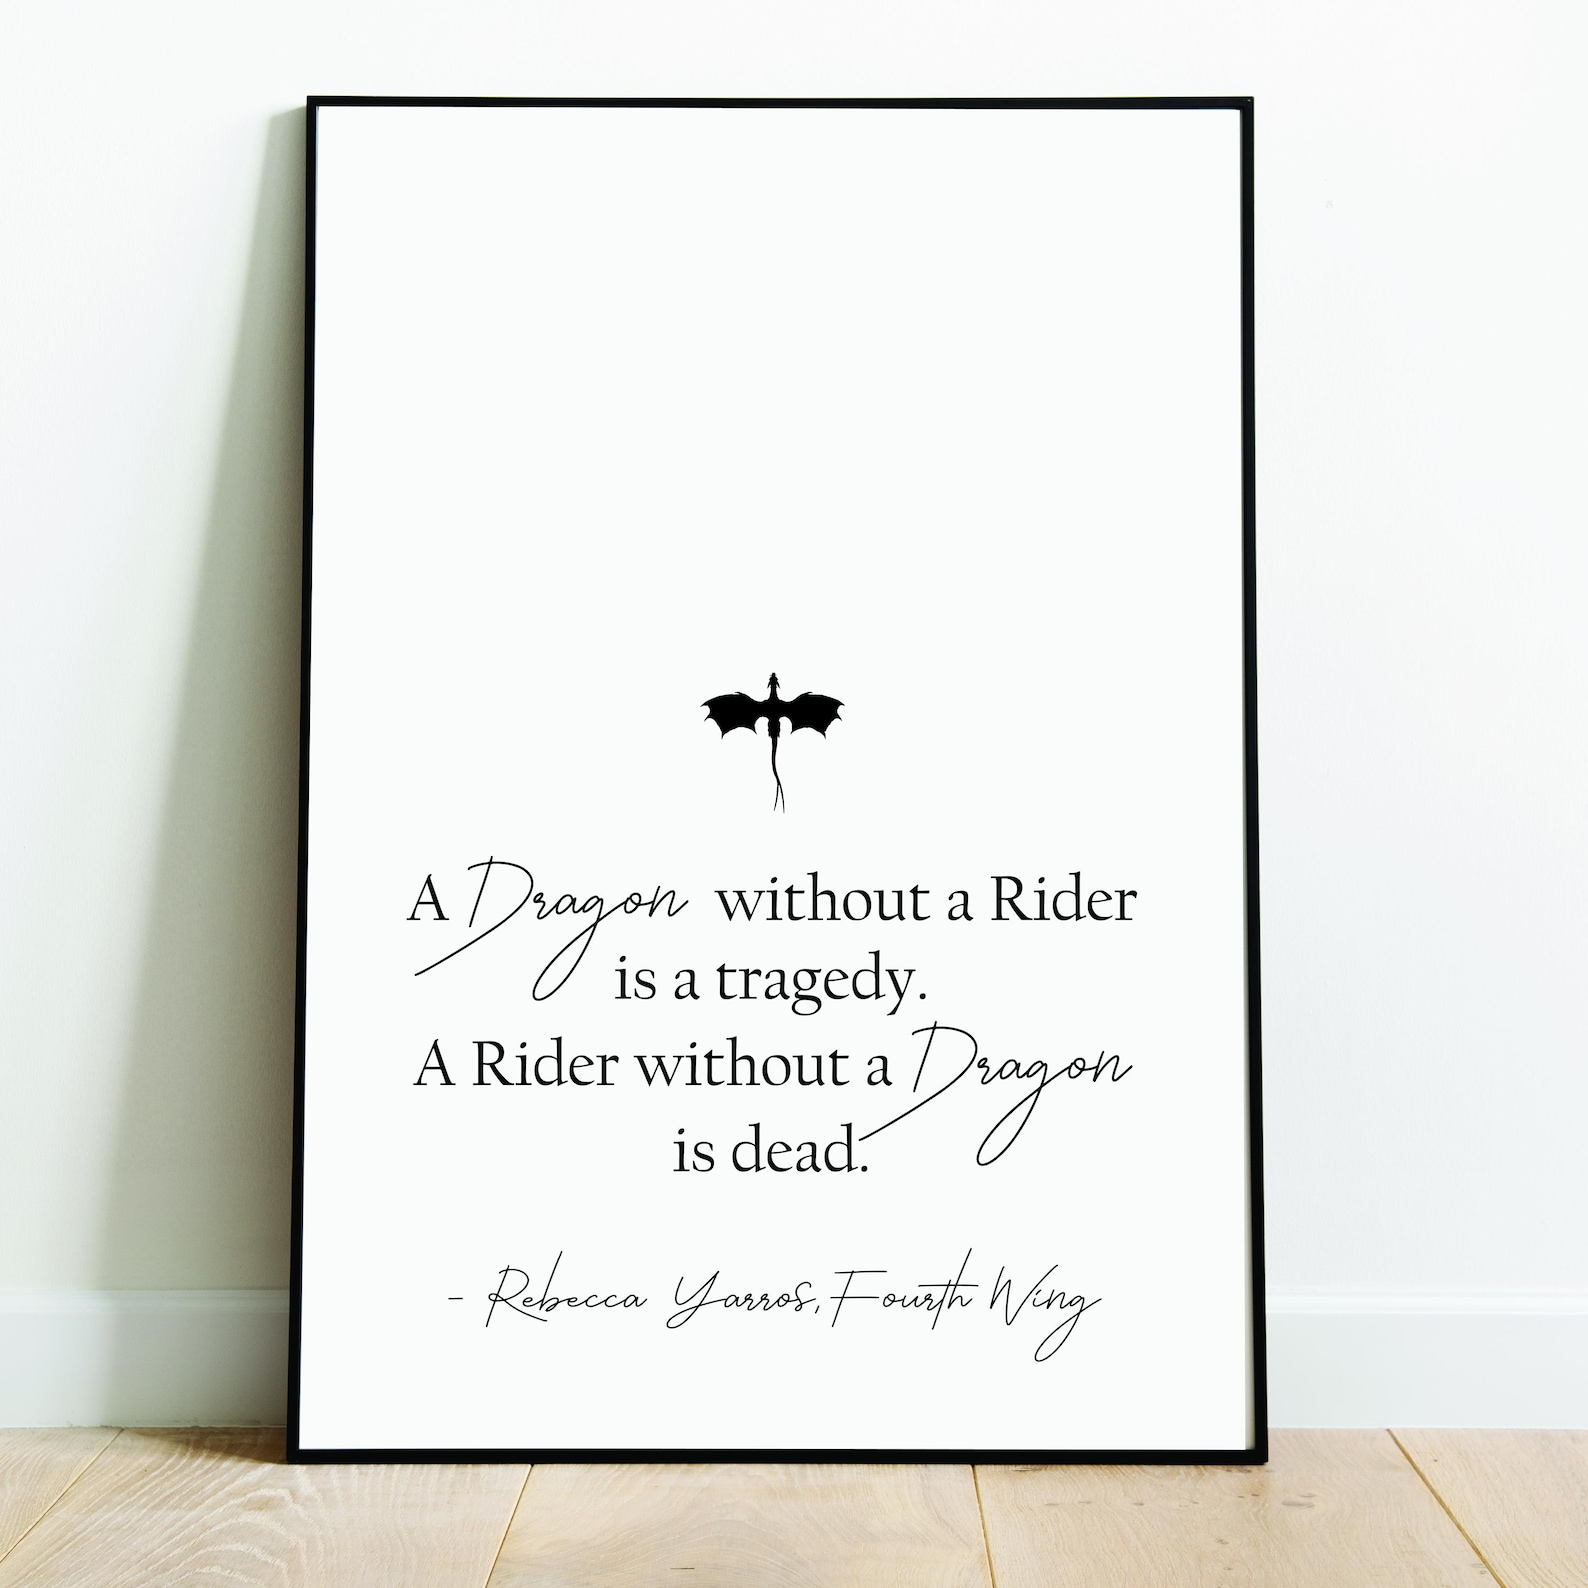 A Dragon without a Rider
is a tragedy.
A Rider without a Dragon
is dead.
- Rebecca Yarros, Fourth Wing